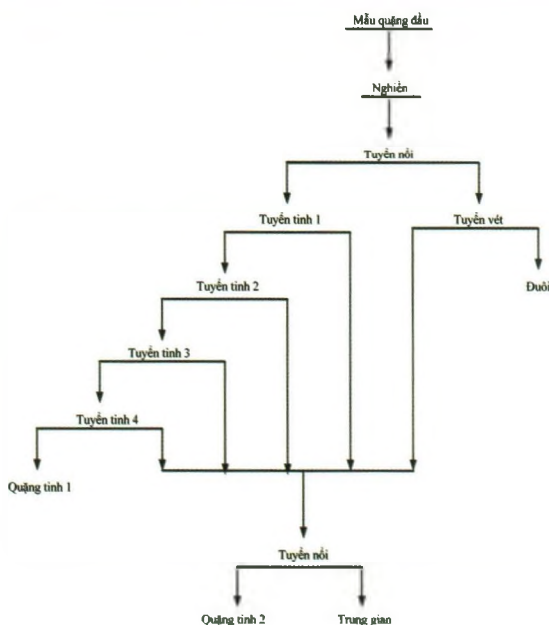 Mẫu quặng đầu
Nghiền
Tuyển nổi
Tuyển tinh 1
Tuyển vét
Tuyển tinh 2
Đuôi
Tuyển tinh 3
Tuyển tinh 4
Quặng tinh 1
Tuyển nổi
Quặng tinh 2
Trung gian